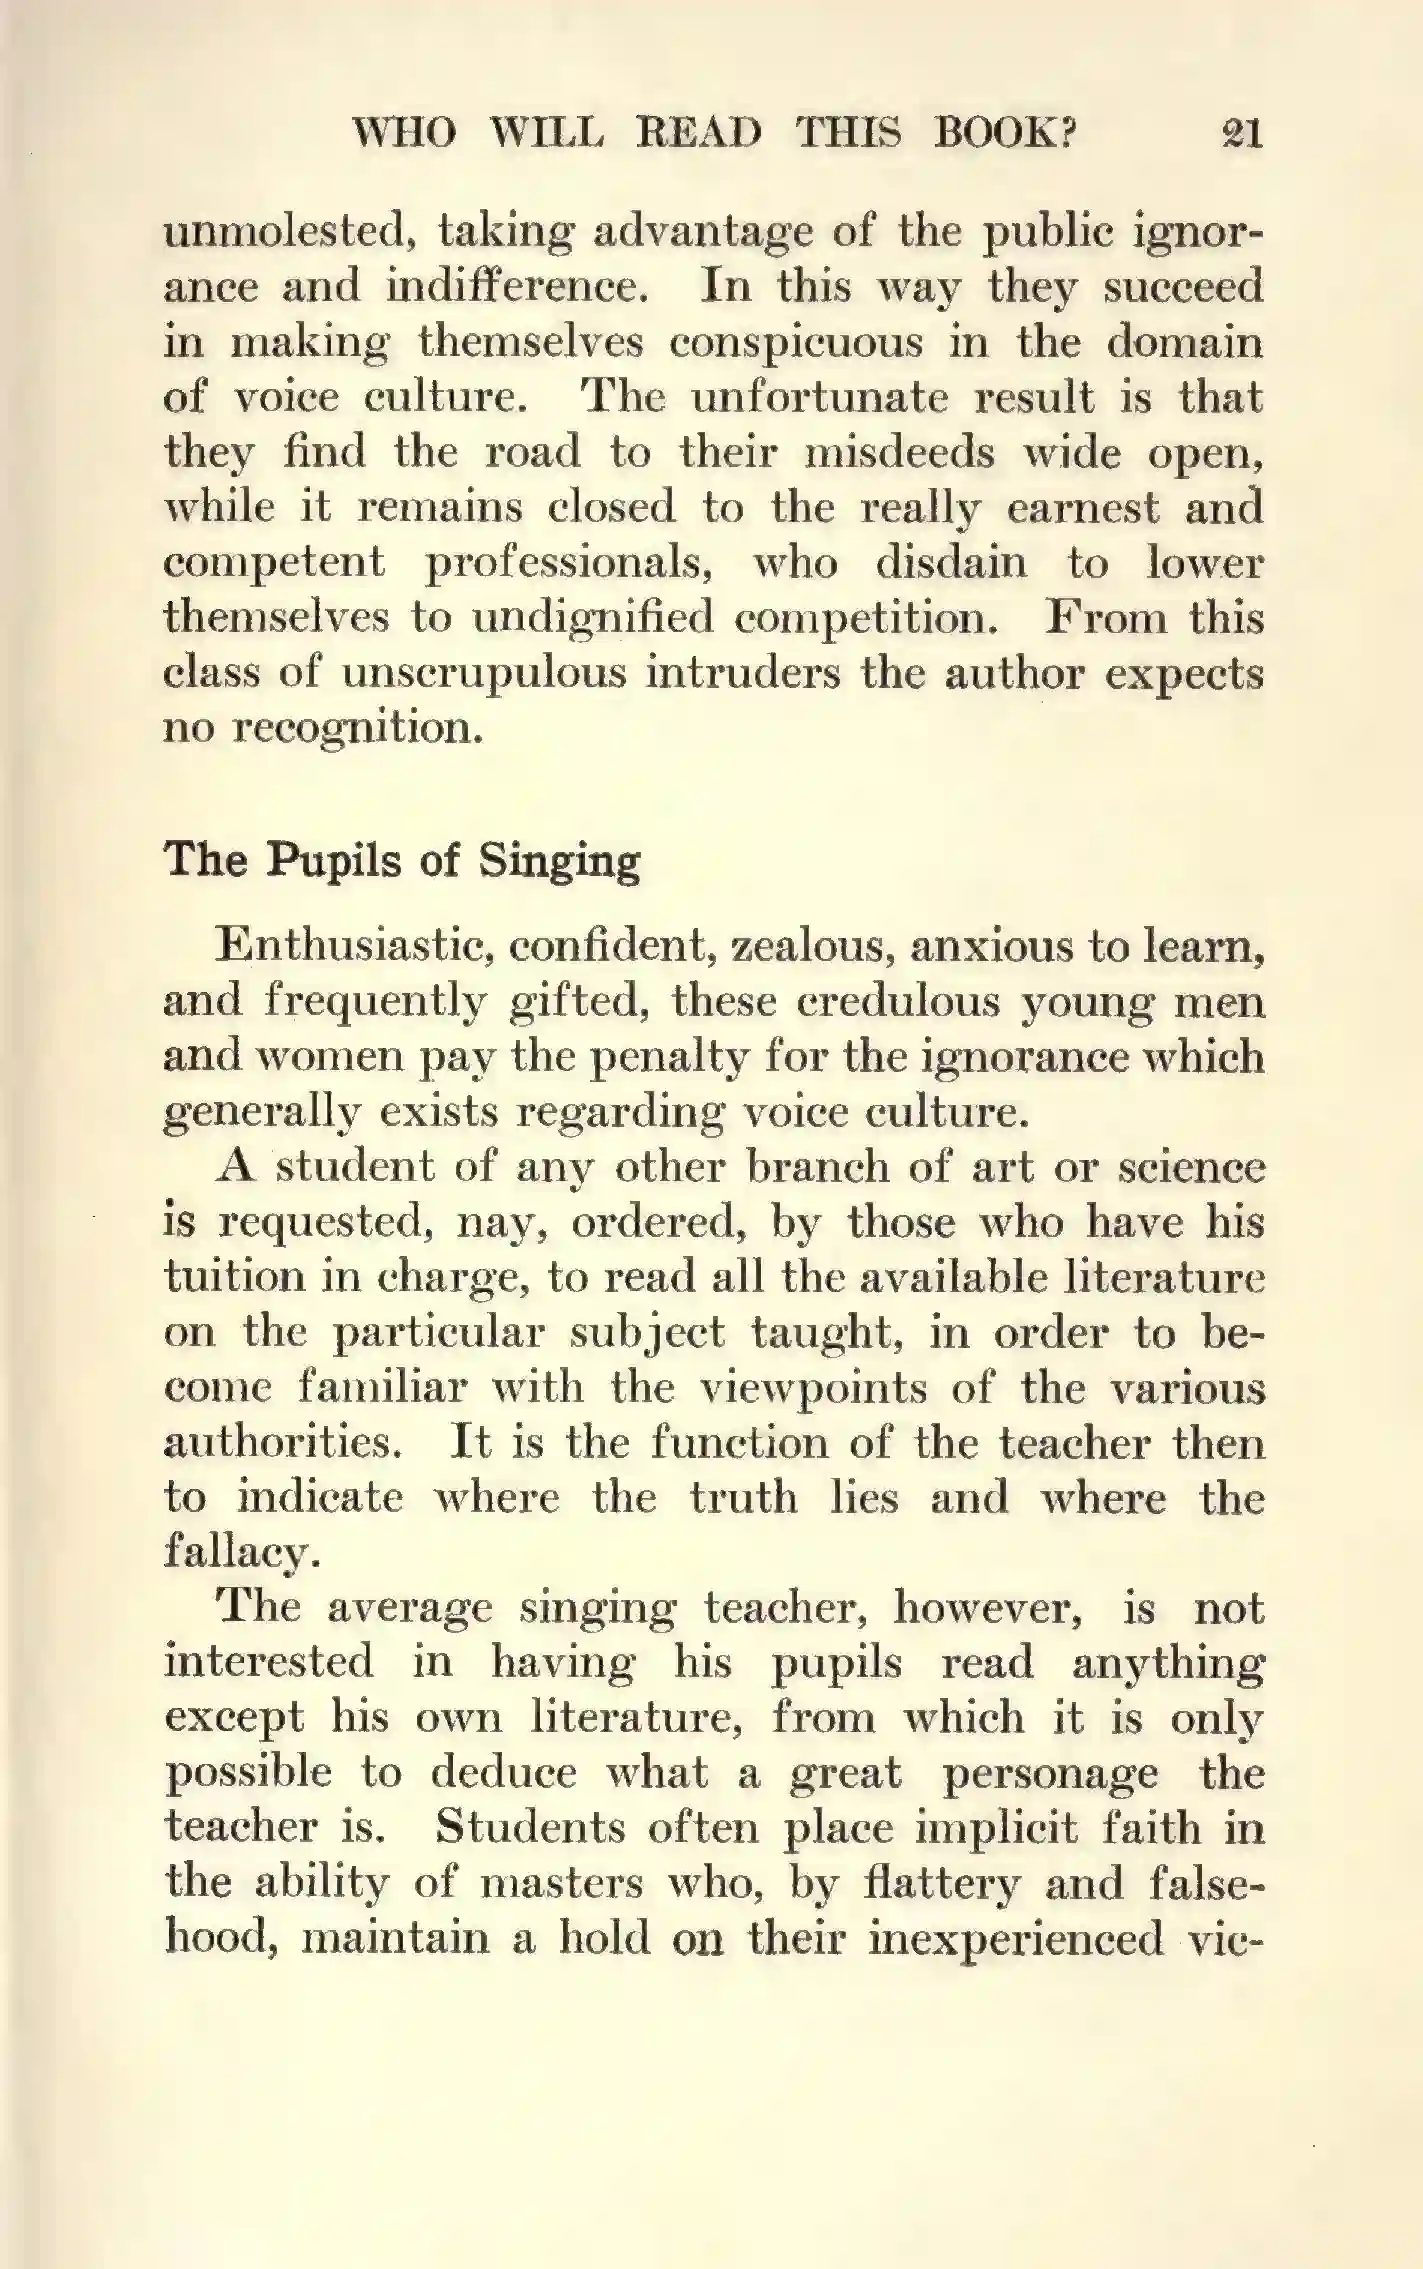 WHO WILL READ THIS BOOK? 21
unmolested, taking advantage of the public ignor-
ance and indifference. In this way they succeed
in making themselves conspicuous in the domain
of voice culture. The unfortunate result is that
they find the road to their misdeeds wide open,
while it remains closed to the really earnest and
competent professionals, who disdain to lower
themselves to undignified competition. From this
class of unscrupulous intruders the author expects
no recognition.
The Pupils of Singing
Enthusiastic, confident, zealous, anxious to learn,
and frequently gifted, these credulous young men
and women pay the penalty for the ignorance which
generally exists regarding voice culture.
A student of any other branch of art or science
is requested, nay, ordered, by those who have his
tuition in charge, to read all the available literature
on the particular subject taught, in order to be-
come familiar with the viewpoints of the various
authorities. It is the function of the teacher then
to indicate where the truth lies and where the
fallacy.
The average singing teacher, however, is not
interested in having his pupils read anything
except his own literature, from which it is only
possible to deduce what a great personage the
teacher is. Students often place implicit faith in
the ability of masters who, by flattery and false-
hood, maintain a hold on their inexperienced vic-